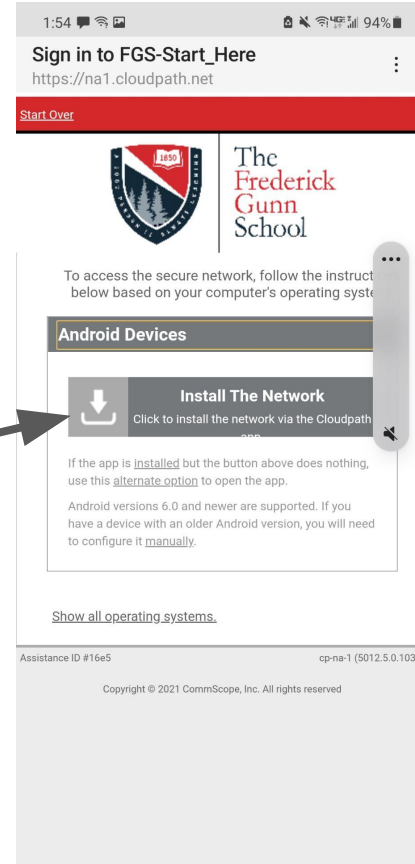 1:54 94%
Sign in to FGS-Start_Here
https://na1.cloudpath.net
Start Over
1850
The
Frederick
Gunn
School
To access the secure network, follow the instruct
below based on your computer's operating syste
Android Devices
Install The Network
Click to install the network via the Cloudpath
app
If the app is installed but the button above does nothing,
use this alternate option to open the app.
Android versions 6.0 and newer are supported. If you
have a device with an older Android version, you will need
to configure it manually.
Show all operating systems.
Assistance ID #16e5 cp-na-1 (5012.5.0.103
Copyright © 2021 CommScope, Inc. All rights reserved